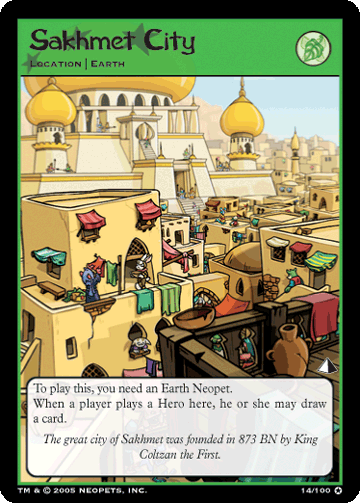 Sakhmet City
Location | Earth
To play this, you need an Earth Neopet.
When a player plays a Hero here, he or she may draw
a card.
The great city of Sakhmet was founded in 873 BN by King
Coltzan the First.
TM & © 2005 NEOPETS, INC.
14/100